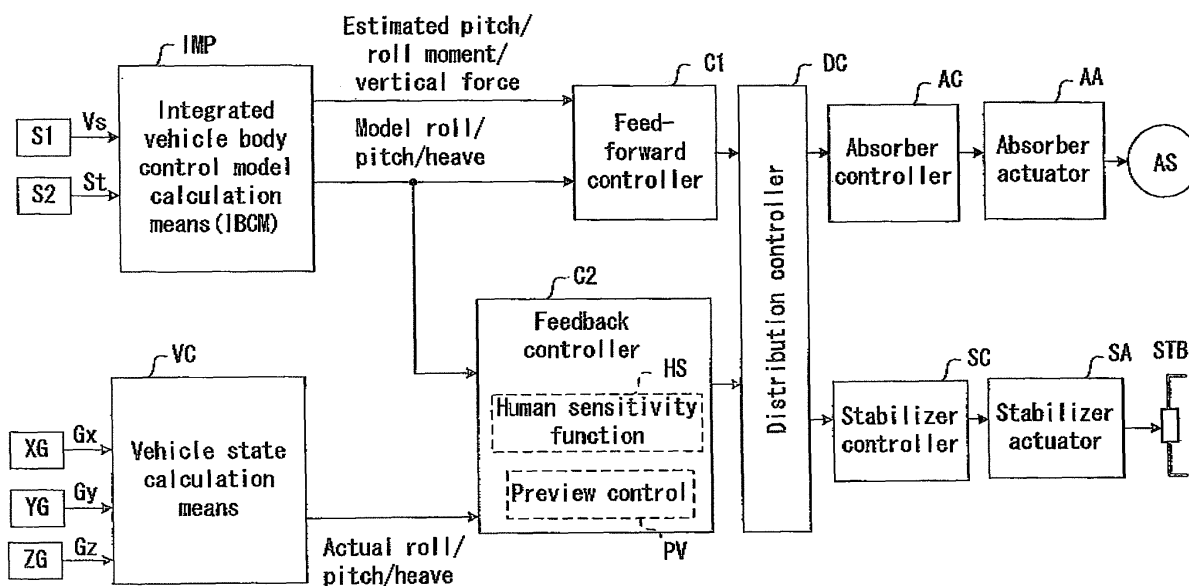 IMP
Integrated
vehicle body
control model
calculation
means(IBCM)
S1
Vs
S2
St
Estimated pitch/
roll moment/
vertical force
Model roll/
pitch/heave
C1
Feed-
forward
controller
DC
Distribution controller
AC
Absorber
controller
AA
Absorber
actuator
AS
C2
Feedback
controller
HS
Human sensitivity
function
Preview control
PV
VC
Vehicle state
calculation
means
XG
Gx
YG
Gy
ZG
Gz
Actual roll/
pitch/heave
SC
Stabilizer
controller
SA
Stabilizer
actuator
STB